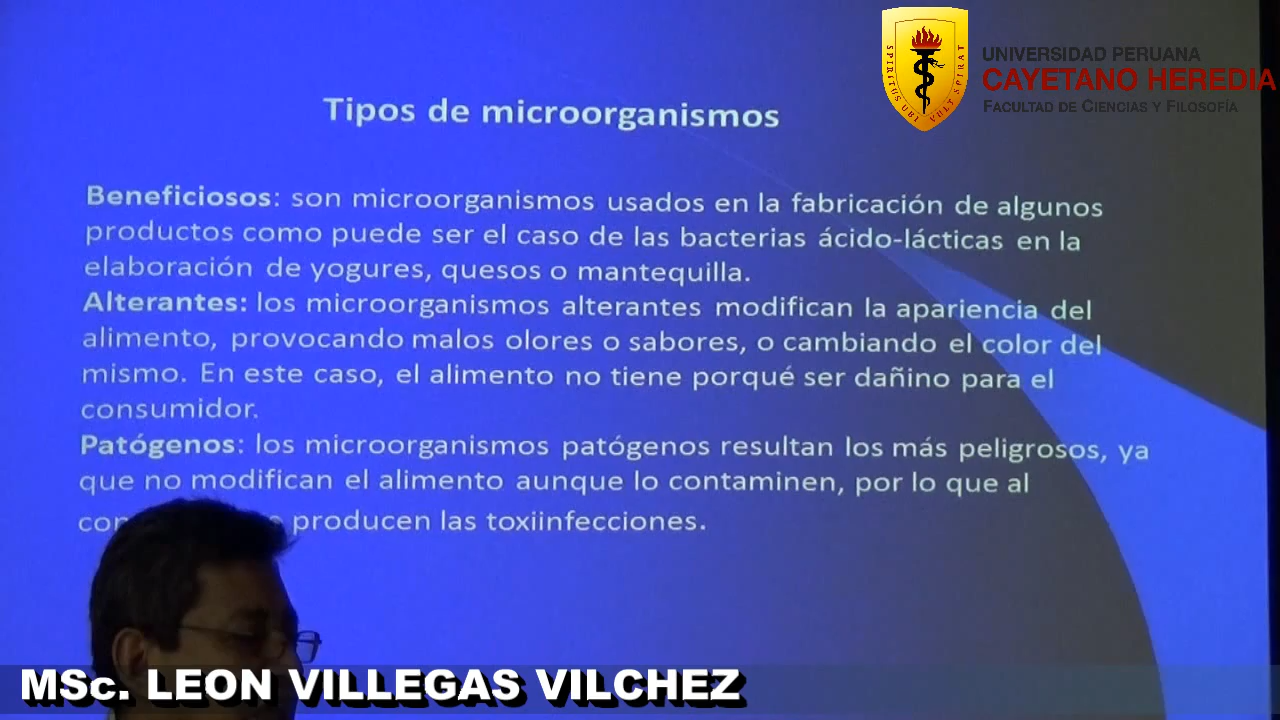 UNIVERSIDAD PERUANA
CAYETANO HEREDIA
FACULTAD DE CIENCIAS Y FILOSOFÍA
SPIRITUS UBI VULT SPIRAT
Tipos de microorganismos
Beneficiosos: son microorganismos usados en la fabricación de algunos
productos como puede ser el caso de las bacterias ácido-lácticas en la
elaboración de yogures, quesos o mantequilla.
Alterantes: los microorganismos alterantes modifican la apariencia del
alimento, provocando malos olores o sabores, o cambiando el color del
mismo. En este caso, el alimento no tiene porqué ser dañino para el
consumidor.
Patógenos: los microorganismos patógenos resultan los más peligrosos, ya
que no modifican el alimento aunque lo contaminen, por lo que al
producen las toxiinfecciones.
MSc. LEON VILLEGAS VILCHEZ